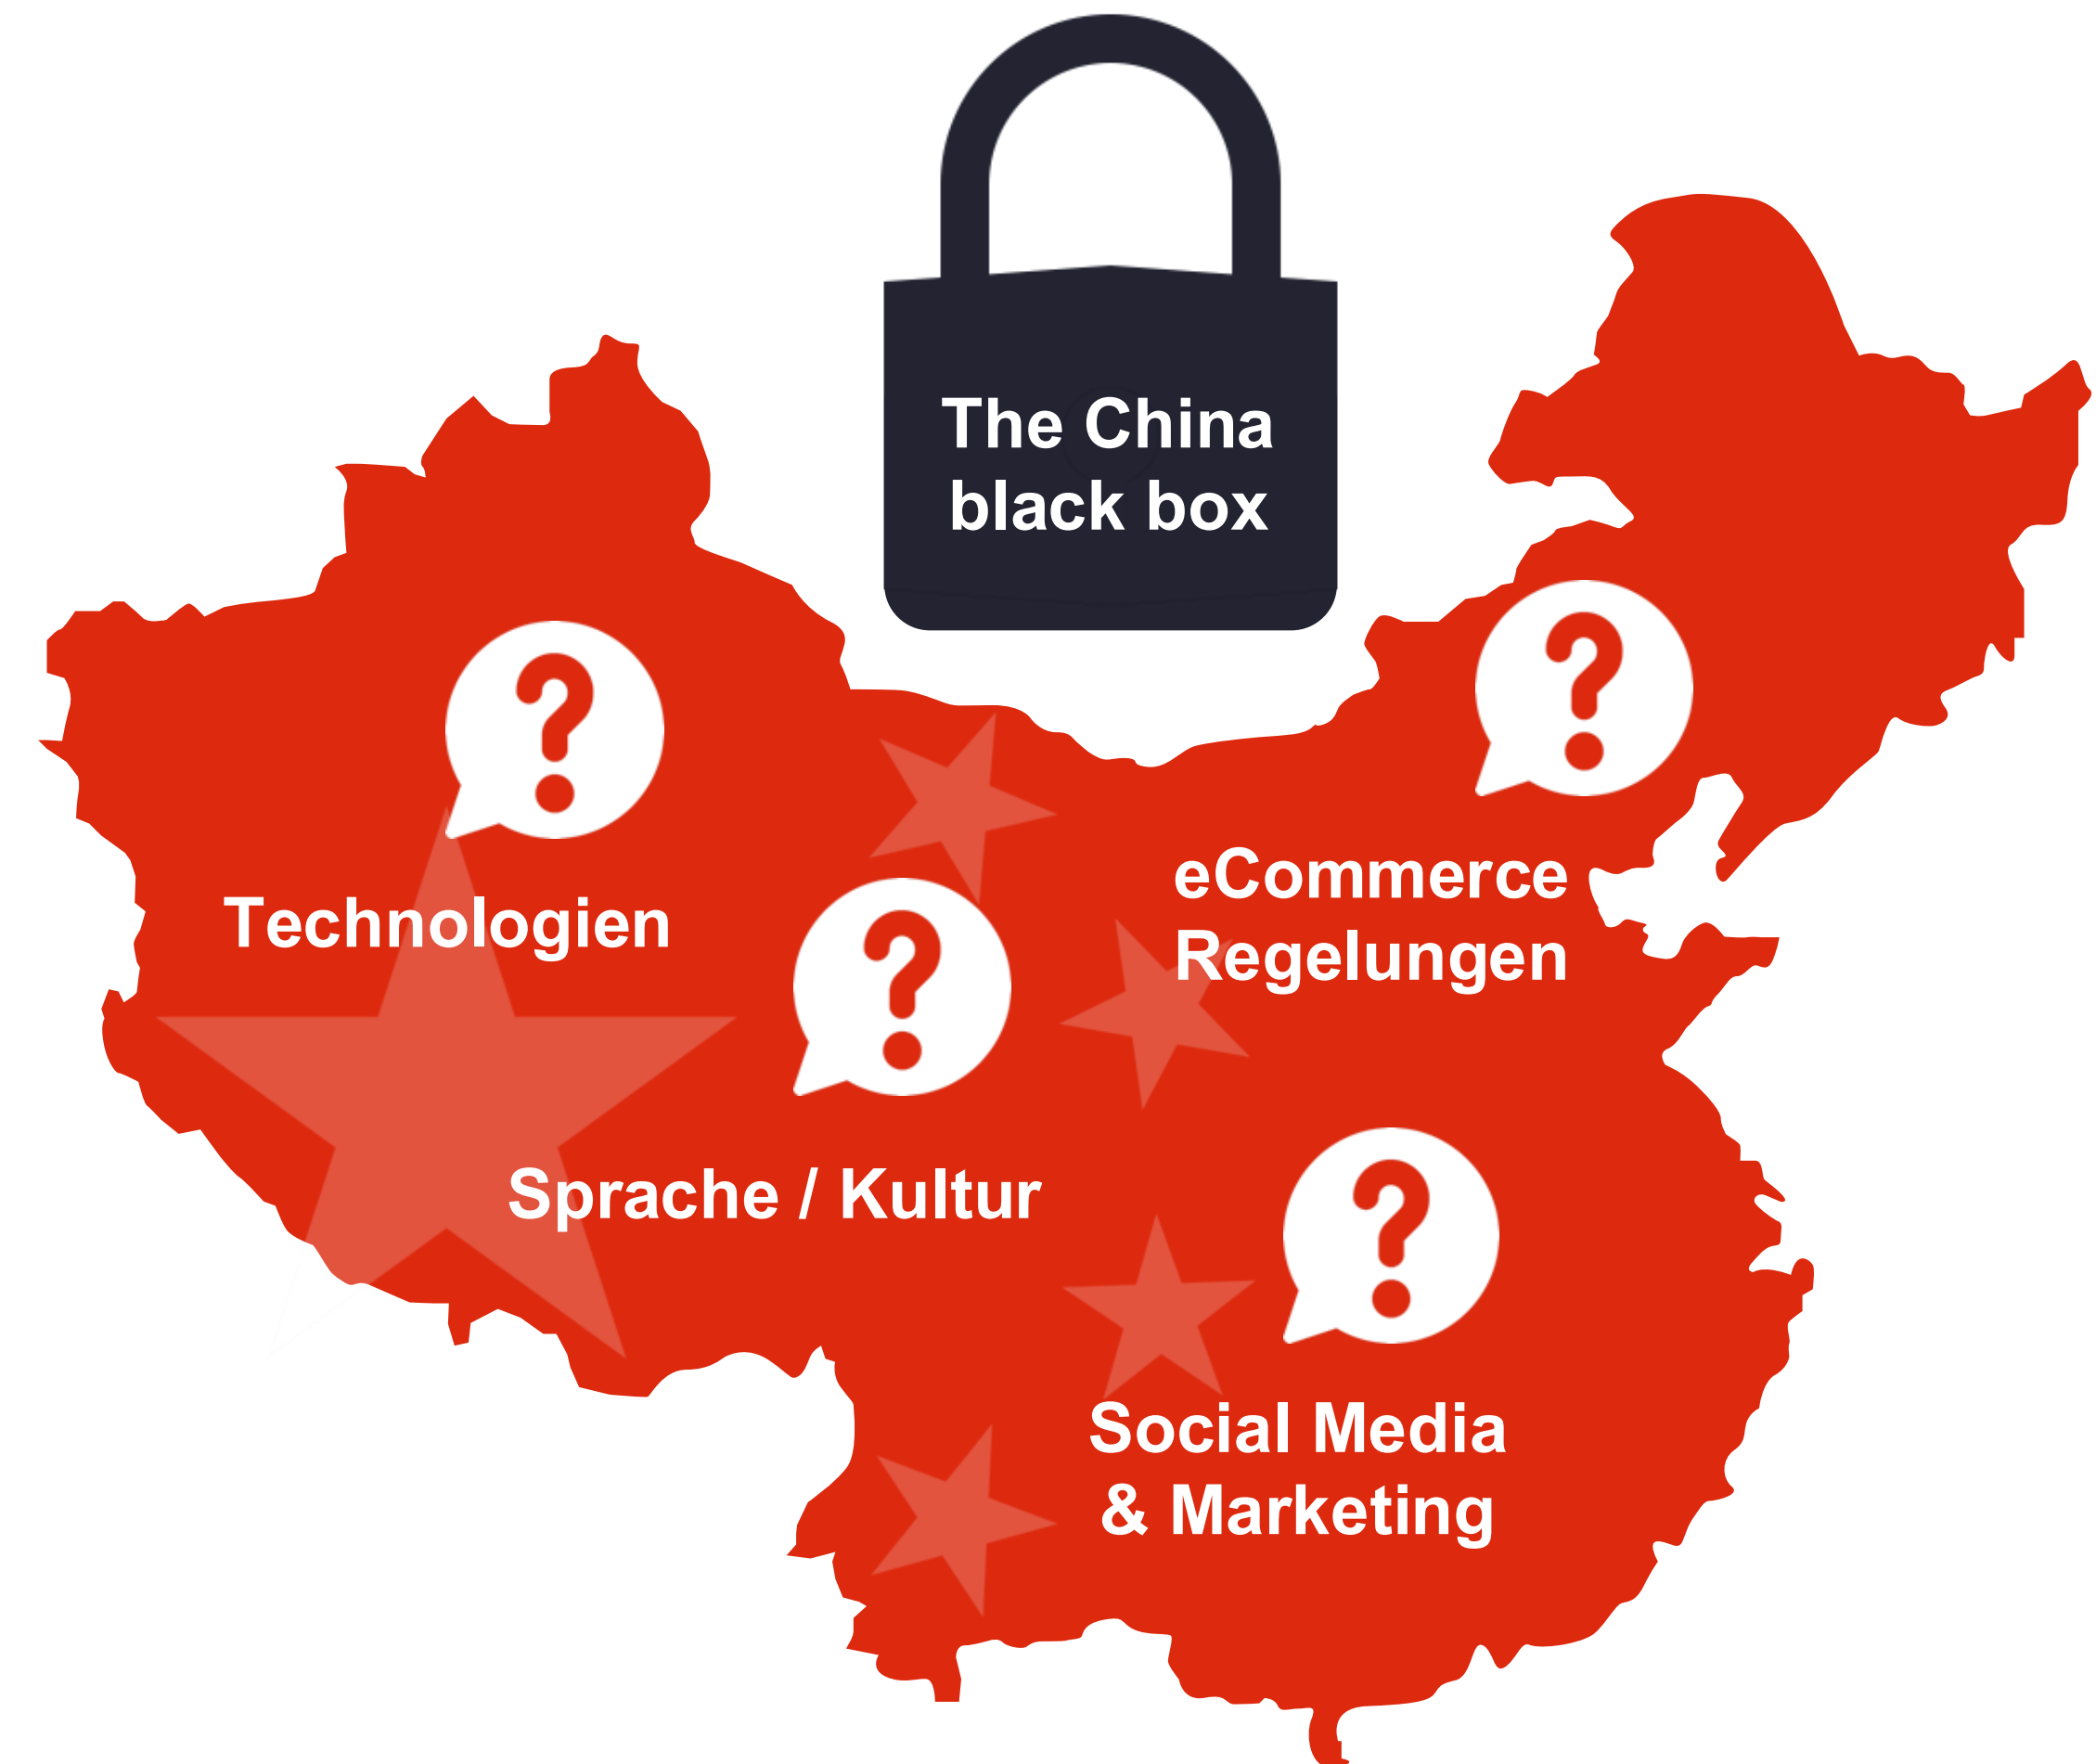 The China
black box
Technologien
eCommerce
Regelungen
Sprache / Kultur
Social Media
& Marketing